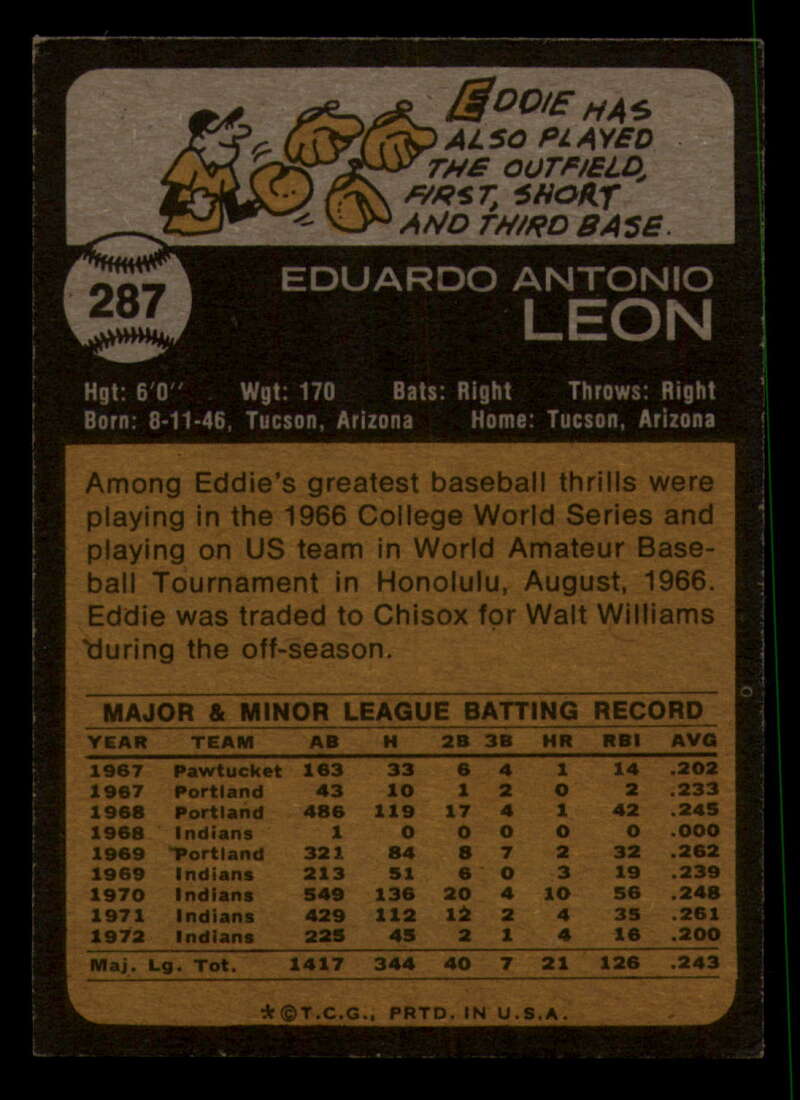 EDDIE HAS
ALSO PLAYED
THE OUTFIELD,
FIRST, SHORT
AND THIRD BASE.
287
EDUARDO ANTONIO
LEON
Hgt: 6'0'' Wgt: 170 Bats: Right Throws: Right
Born: 8-11-46, Tucson, Arizona Home: Tucson, Arizona
Among Eddie's greatest baseball thrills were
playing in the 1966 College World Series and
playing on US team in World Amateur Base-
ball Tournament in Honolulu, August, 1966.
Eddie was traded to Chisox for Walt Williams
during the off-season.
MAJOR & MINOR LEAGUE BATTING RECORD
YEAR TEAM AB H 2B 3B HR RBI AVG
1967 Pawtucket 163 33 6 4 1 14 .202
1967 Portland 43 10 1 2 0 2 .233
1968 Portland 486 119 17 4 1 42 .245
1968 Indians 1 0 0 0 0 0 .000
1969 Portland 321 84 8 7 2 32 .262
1969 Indians 213 51 6 0 3 19 .239
1970 Indians 549 136 20 4 10 56 .248
1971 Indians 429 112 12 2 4 35 .261
1972 Indians 225 45 2 1 4 16 .200
Maj. Lg. Tot. 1417 344 40 7 21 126 .243
*©T.C.G., PRTD. IN U.S.A.